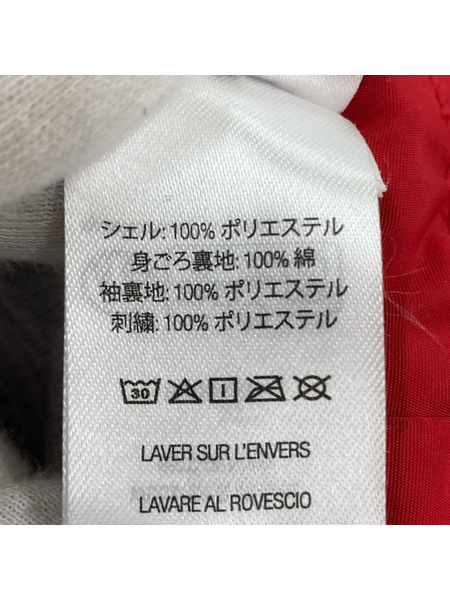 シェル: 100% ポリエステル
身ごろ裏地: 100% 綿
袖裏地: 100% ポリエステル
刺繍: 100% ポリエステル
30
LAVER SUR L'ENVERS
LAVARE AL ROVESCIO